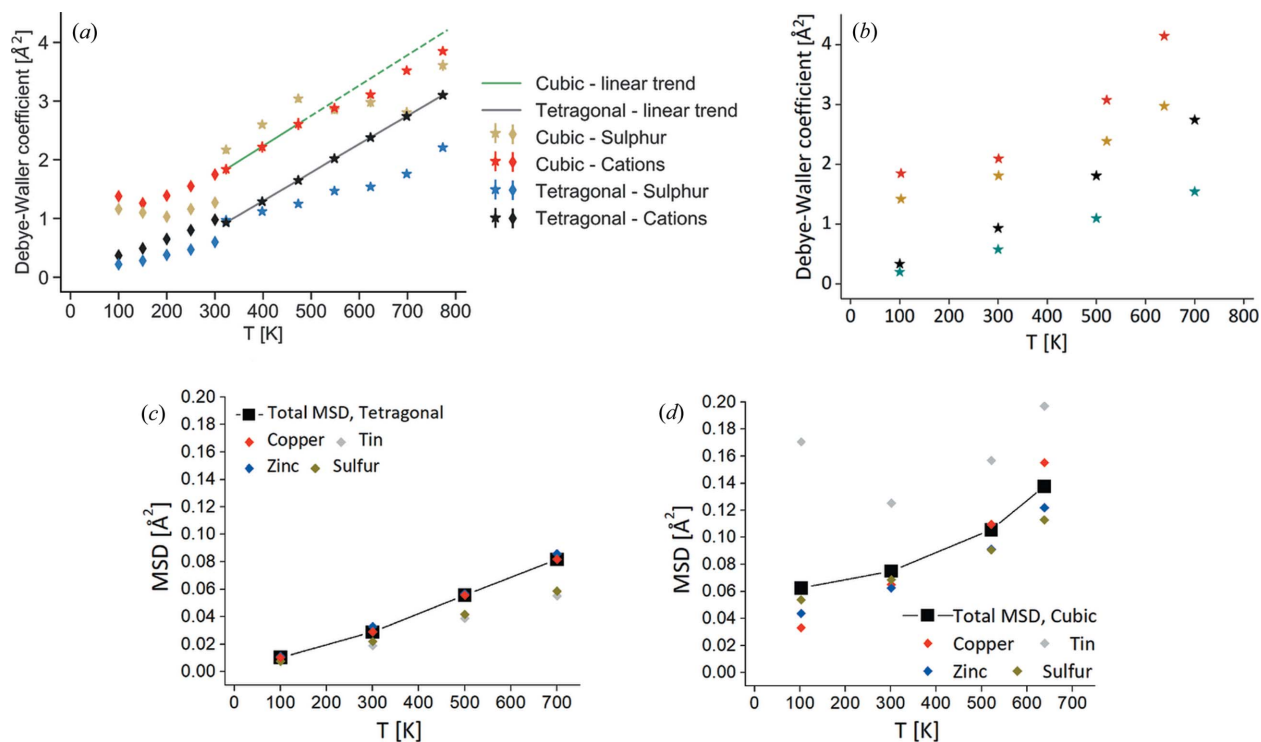 (a)
Debye-Waller coefficient [Å²]
4
3
2
1
0
0 100 200 300 400 500 600 700 800
T [K]
Cubic - linear trend
Tetragonal - linear trend
Cubic - Sulphur
Cubic - Cations
Tetragonal - Sulphur
Tetragonal - Cations
(b)
Debye-Waller coefficient [Å²]
4
3
2
1
0
0 100 200 300 400 500 600 700 800
T [K]
(c)
MSD [Å²]
0.20
0.18
0.16
0.14
0.12
0.10
0.08
0.06
0.04
0.02
0.00
Total MSD, Tetragonal
Copper Tin
Zinc Sulfur
0 100 200 300 400 500 600 700
T [K]
(d)
MSD [Å²]
0.20
0.18
0.16
0.14
0.12
0.10
0.08
0.06
0.04
0.02
0.00
Total MSD, Cubic
Copper Tin
Zinc Sulfur
0 100 200 300 400 500 600 700
T [K]